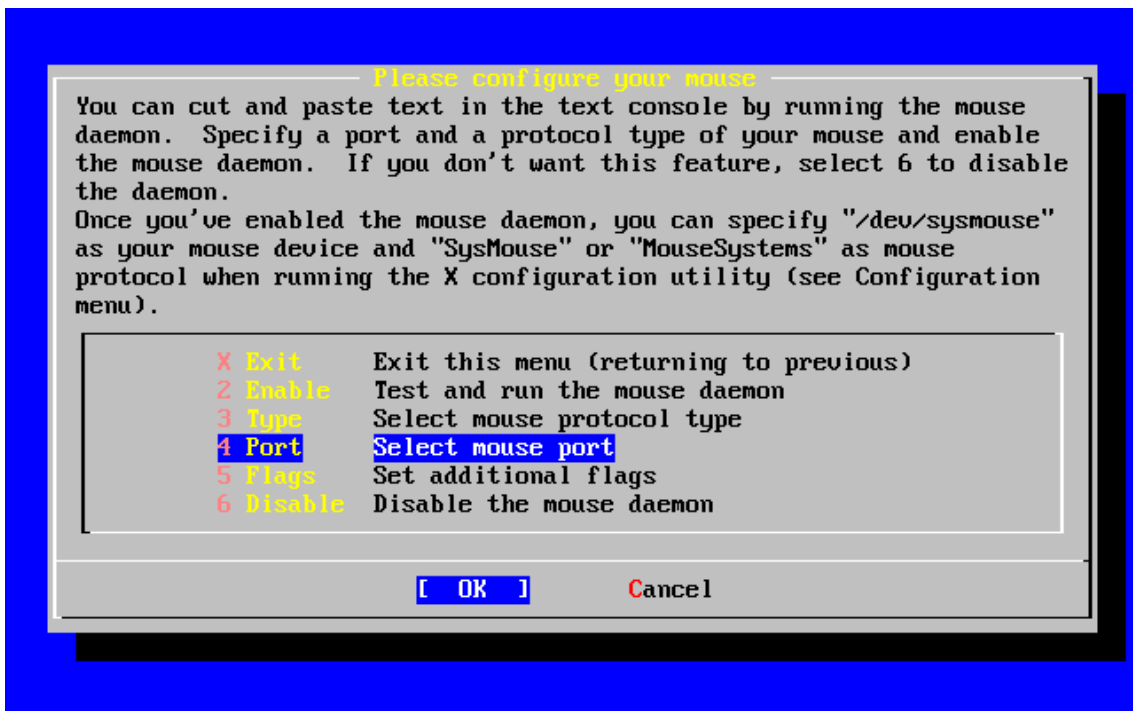 Please configure your mouse
You can cut and paste text in the text console by running the mouse
daemon.  Specify a port and a protocol type of your mouse and enable
the mouse daemon.  If you don't want this feature, select 6 to disable
the daemon.
Once you've enabled the mouse daemon, you can specify "/dev/sysmouse"
as your mouse device and "SysMouse" or "MouseSystems" as mouse
protocol when running the X configuration utility (see Configuration
menu).
X Exit     Exit this menu (returning to previous)
2 Enable   Test and run the mouse daemon
3 Type     Select mouse protocol type
4 Port     Select mouse port
5 Flags    Set additional flags
6 Disable  Disable the mouse daemon
[  OK  ]       Cancel